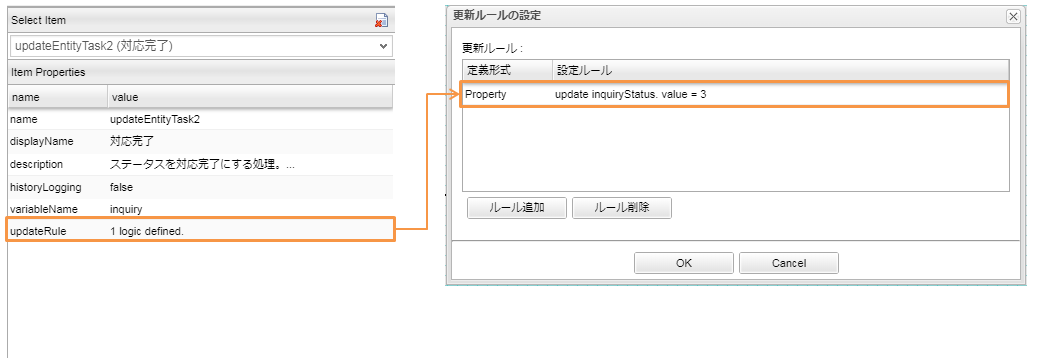 Select Item
updateEntityTask2 (対応完了)
Item Properties
name value
name updateEntityTask2
displayName 対応完了
description ステータスを対応完了にする処理。...
historyLogging false
variableName inquiry
updateRule 1 logic defined.
更新ルールの設定
更新ルール :
定義形式 設定ルール
Property update inquiryStatus. value = 3
ルール追加 ルール削除
OK Cancel